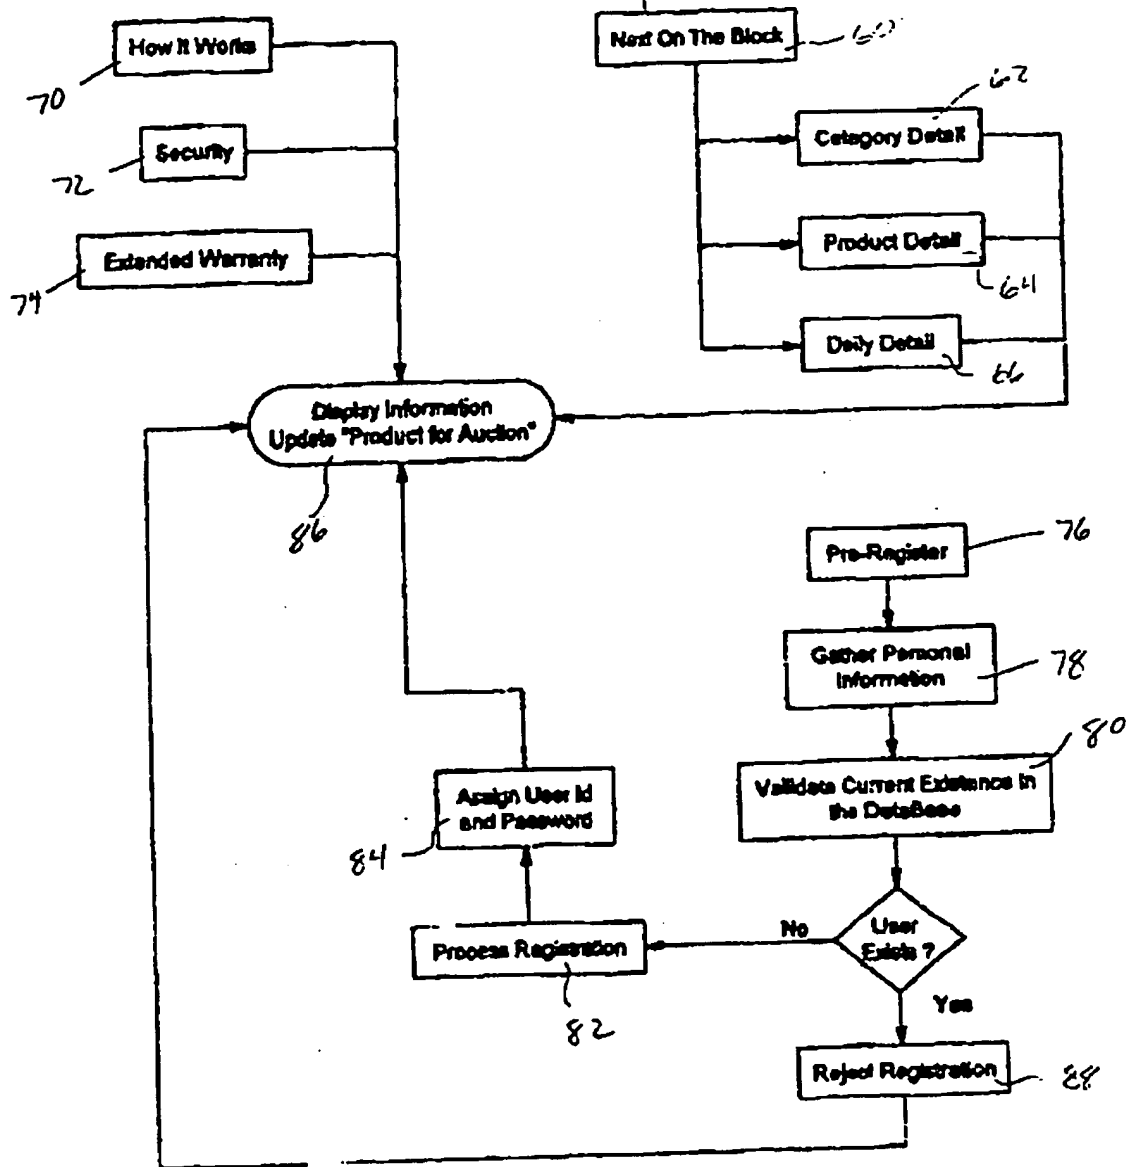 How It Works
70
Security
72
Extended Warranty
74
Next On The Block
60
62
Catagory Detail
Product Detail
64
Daily Detail
66
Display Information
Update "Product for Auction"
86
Pre-Register
76
Gather Personal
Information
78
80
Validate Current Existence in
the DataBase
Assign User Id
and Password
84
User
Exists ?
No
Process Registration
82
Yes
Reject Registration
88